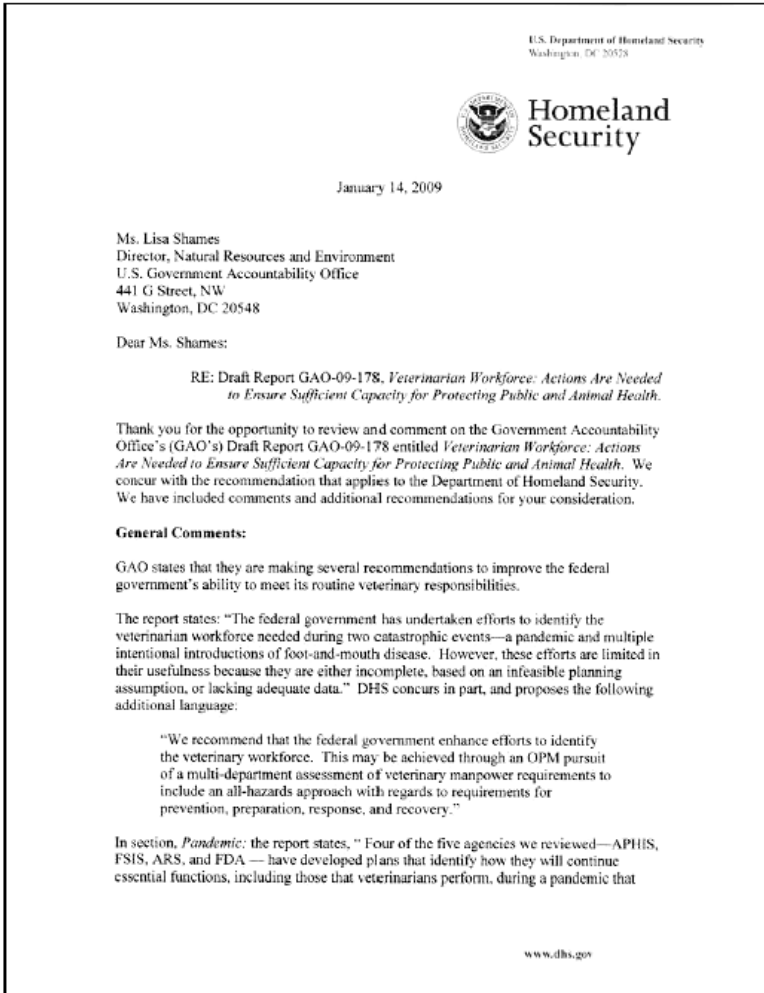 U.S. Department of Homeland Security
Washington, DC 20528
Homeland
Security
January 14, 2009
Ms. Lisa Shames
Director, Natural Resources and Environment
U.S. Government Accountability Office
441 G Street, NW
Washington, DC 20548
Dear Ms. Shames:
RE: Draft Report GAO-09-178, Veterinarian Workforce: Actions Are Needed
to Ensure Sufficient Capacity for Protecting Public and Animal Health.
Thank you for the opportunity to review and comment on the Government Accountability
Office's (GAO's) Draft Report GAO-09-178 entitled Veterinarian Workforce: Actions
Are Needed to Ensure Sufficient Capacity for Protecting Public and Animal Health. We
concur with the recommendation that applies to the Department of Homeland Security.
We have included comments and additional recommendations for your consideration.
General Comments:
GAO states that they are making several recommendations to improve the federal
government's ability to meet its routine veterinary responsibilities.
The report states: "The federal government has undertaken efforts to identify the
veterinarian workforce needed during two catastrophic events—a pandemic and multiple
intentional introductions of foot-and-mouth disease. However, these efforts are limited in
their usefulness because they are either incomplete, based on an infeasible planning
assumption, or lacking adequate data." DHS concurs in part, and proposes the following
additional language:
"We recommend that the federal government enhance efforts to identify
the veterinary workforce. This may be achieved through an OPM pursuit
of a multi-department assessment of veterinary manpower requirements to
include an all-hazards approach with regards to requirements for
prevention, preparation, response, and recovery."
In section, Pandemic: the report states, " Four of the five agencies we reviewed—APHIS,
FSIS, ARS, and FDA — have developed plans that identify how they will continue
essential functions, including those that veterinarians perform, during a pandemic that
www.dhs.gov